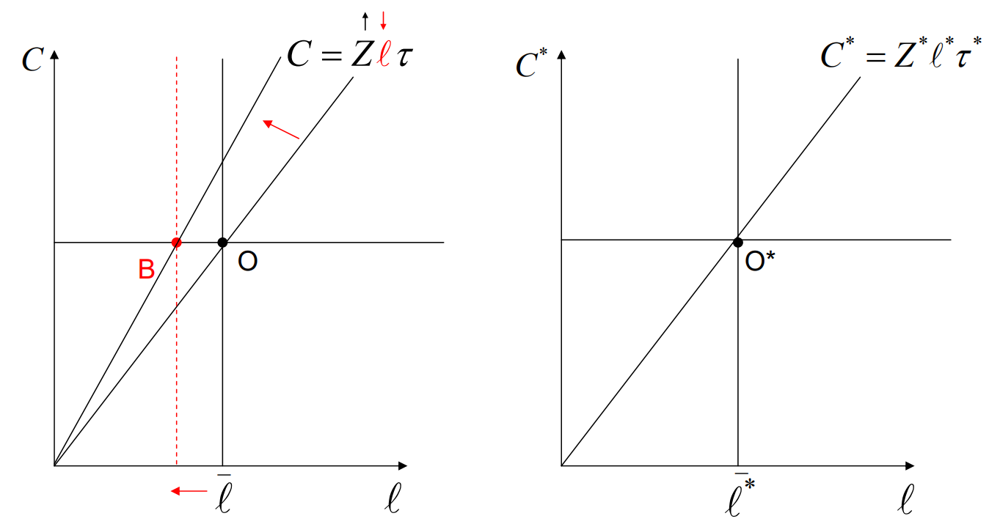 C
C = Zℓτ
B
O
ℓ̄
ℓ
C*
C* = Z*ℓ*τ*
O*
ℓ̄*
ℓ